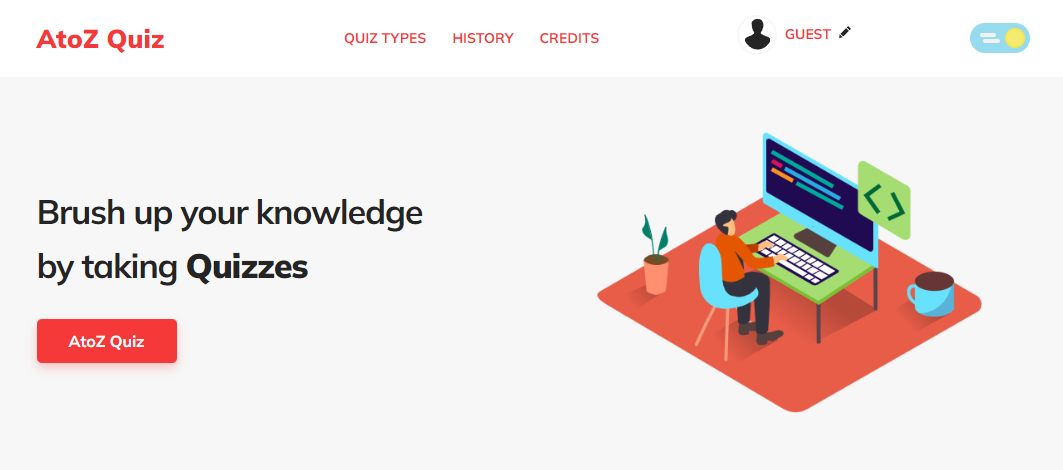 AtoZ Quiz
QUIZ TYPES
HISTORY
CREDITS
GUEST
Brush up your knowledge
by taking Quizzes
AtoZ Quiz